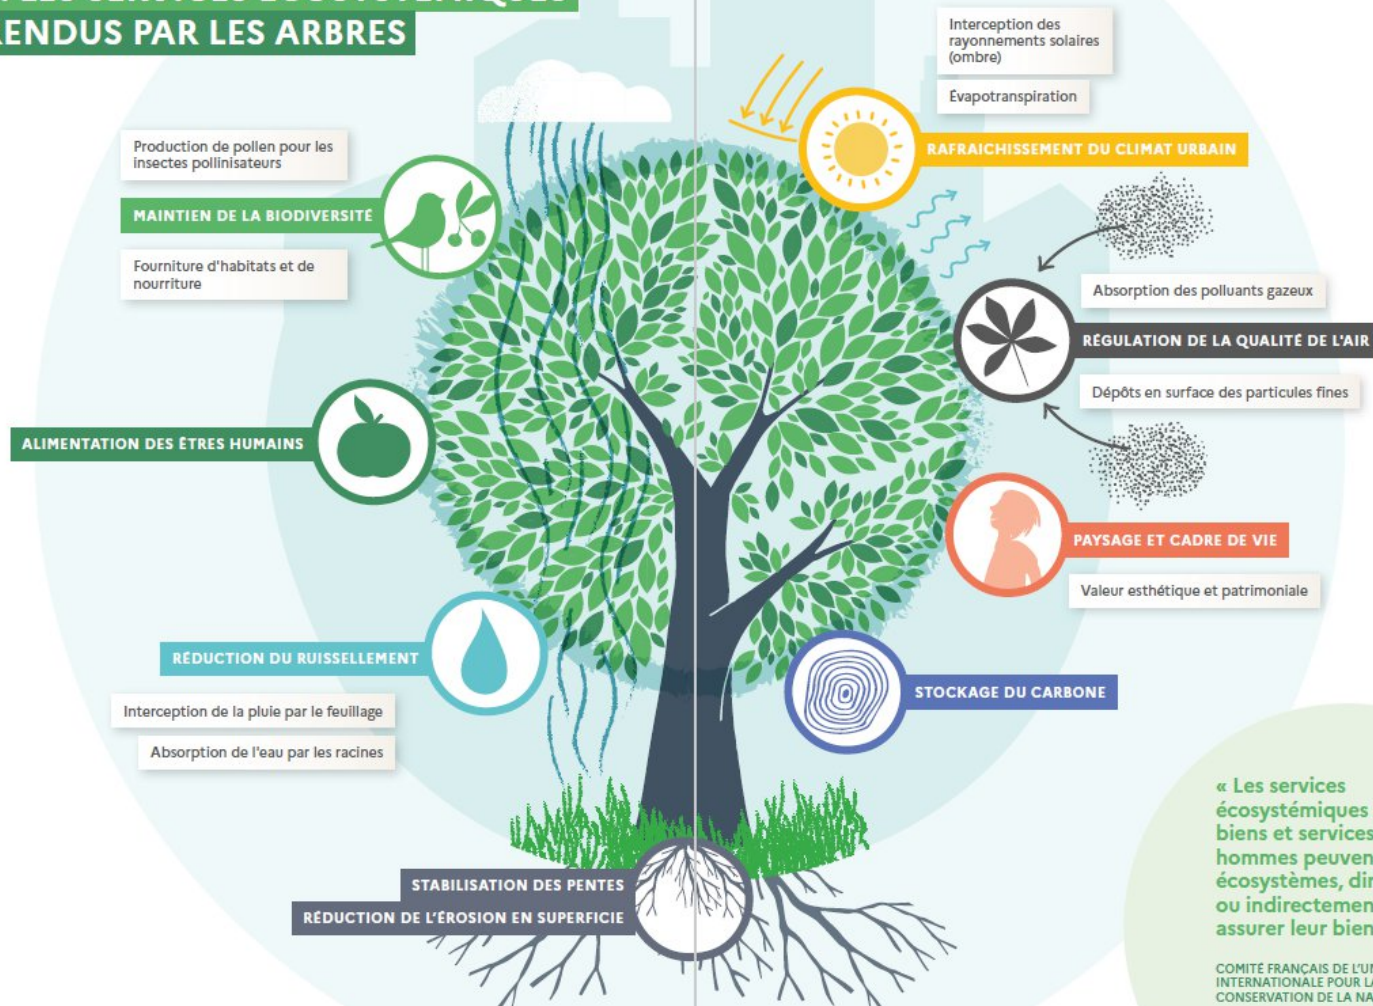 RENDUS PAR LES ARBRES
Production de pollen pour les
insectes pollinisateurs
MAINTIEN DE LA BIODIVERSITÉ
Fourniture d'habitats et de
nourriture
ALIMENTATION DES ÊTRES HUMAINS
RÉDUCTION DU RUISSELLEMENT
Interception de la pluie par le feuillage
Absorption de l'eau par les racines
STABILISATION DES PENTES
RÉDUCTION DE L'ÉROSION EN SUPERFICIE
Interception des
rayonnements solaires
(ombre)
Évapotranspiration
RAFRAICHISSEMENT DU CLIMAT URBAIN
Absorption des polluants gazeux
RÉGULATION DE LA QUALITÉ DE L'AIR
Dépôts en surface des particules fines
PAYSAGE ET CADRE DE VIE
Valeur esthétique et patrimoniale
STOCKAGE DU CARBONE
« Les services
écosystémiques
biens et services
hommes peuven
écosystèmes, di
ou indirectemen
assurer leur bien
COMITÉ FRANÇAIS DE L'U
INTERNATIONALE POUR L
CONSERVATION DE LA NA